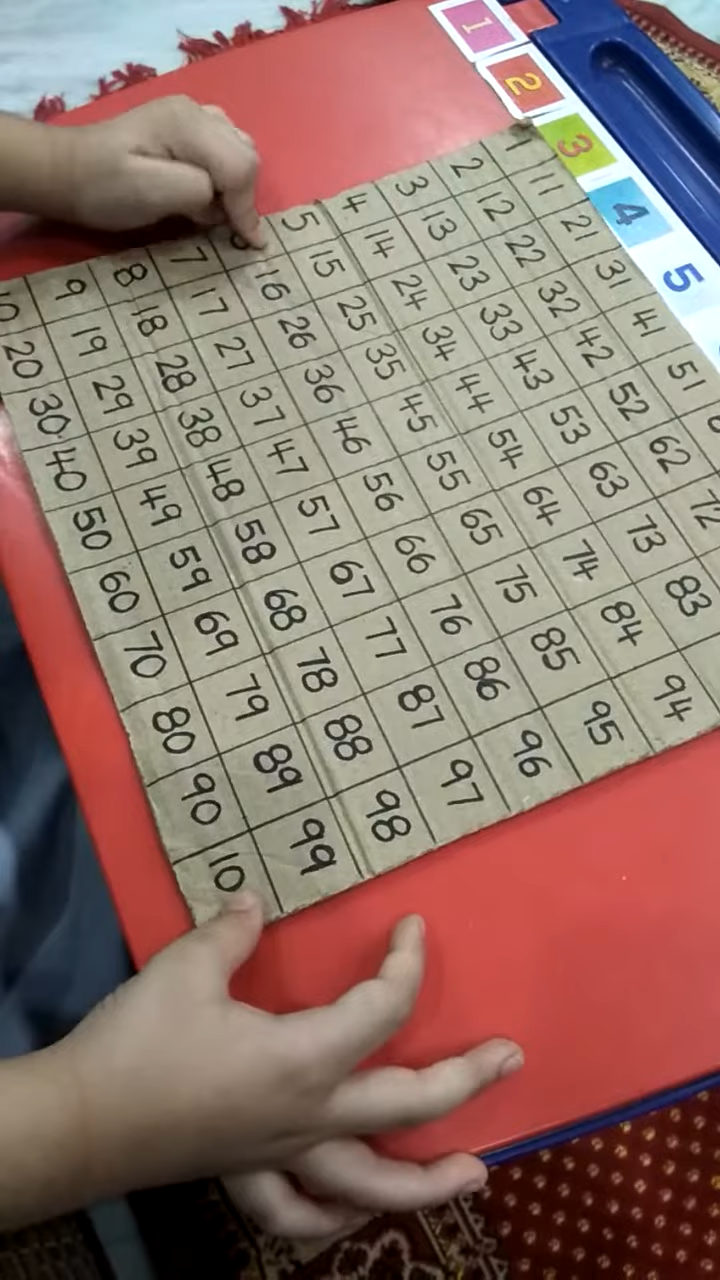 1 2 3 4 5
1 11 21 31 41 51
2 12 22 32 42 52 62 72
3 13 23 33 43 53 63 73 83
4 14 24 34 44 54 64 74 84 94
5 15 25 35 45 55 65 75 85 95
16 26 36 46 56 66 76 86 96
7 17 27 37 47 57 67 77 87 97
8 18 28 38 48 58 68 78 88 98
9 19 29 39 49 59 69 79 89 99
10 20 30 40 50 60 70 80 90 10